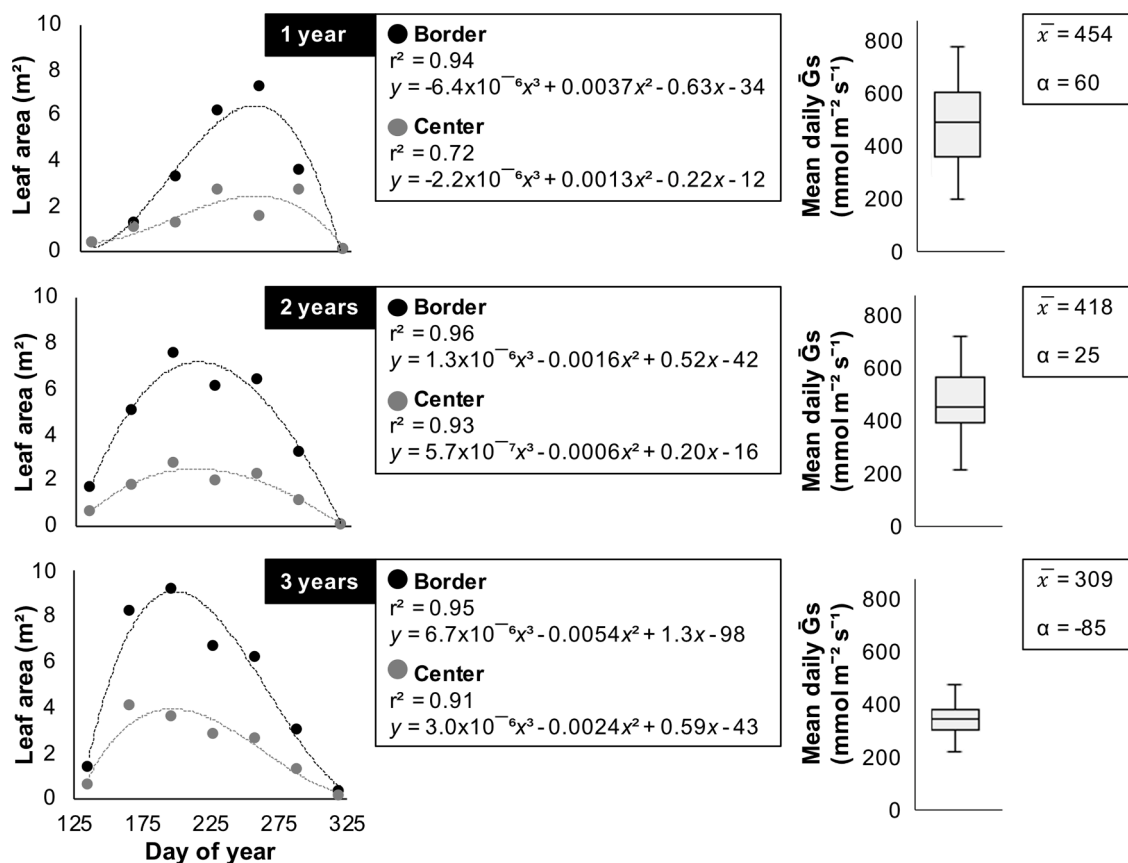 10
8
6
4
2
0
Leaf area (m²)
1 year
Border
r² = 0.94
y = -6.4x10⁻⁶x³ + 0.0037x² - 0.63x - 34
Center
r² = 0.72
y = -2.2x10⁻⁶x³ + 0.0013x² - 0.22x - 12
Mean daily Ḡs
(mmol m⁻² s⁻¹)
800
600
400
200
0
x̅ = 454
α = 60
10
8
6
4
2
0
Leaf area (m²)
2 years
Border
r² = 0.96
y = 1.3x10⁻⁶x³ - 0.0016x² + 0.52x - 42
Center
r² = 0.93
y = 5.7x10⁻⁷x³ - 0.0006x² + 0.20x - 16
Mean daily Ḡs
(mmol m⁻² s⁻¹)
800
600
400
200
0
x̅ = 418
α = 25
10
8
6
4
2
0
Leaf area (m²)
3 years
Border
r² = 0.95
y = 6.7x10⁻⁶x³ - 0.0054x² + 1.3x - 98
Center
r² = 0.91
y = 3.0x10⁻⁶x³ - 0.0024x² + 0.59x - 43
Mean daily Ḡs
(mmol m⁻² s⁻¹)
800
600
400
200
0
x̅ = 309
α = -85
125 175 225 275 325
Day of year